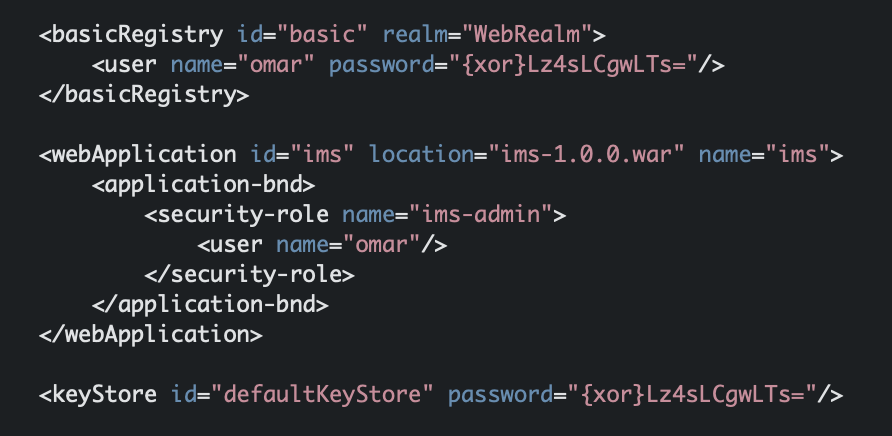 <basicRegistry id="basic" realm="WebRealm">
    <user name="omar" password="{xor}Lz4sLCgwLTs="/>
</basicRegistry>

<webApplication id="ims" location="ims-1.0.0.war" name="ims">
    <application-bnd>
        <security-role name="ims-admin">
            <user name="omar"/>
        </security-role>
    </application-bnd>
</webApplication>

<keyStore id="defaultKeyStore" password="{xor}Lz4sLCgwLTs="/>